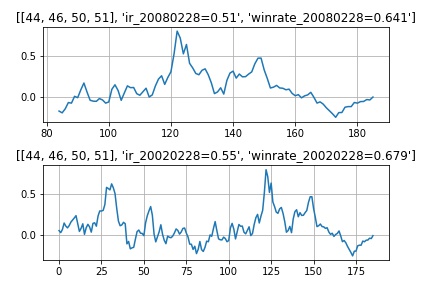 [[44, 46, 50, 51], 'ir_20080228=0.51', 'winrate_20080228=0.641']
0.5
0.0
80 100 120 140 160 180
[[44, 46, 50, 51], 'ir_20020228=0.55', 'winrate_20020228=0.679']
0.5
0.0
0 25 50 75 100 125 150 175